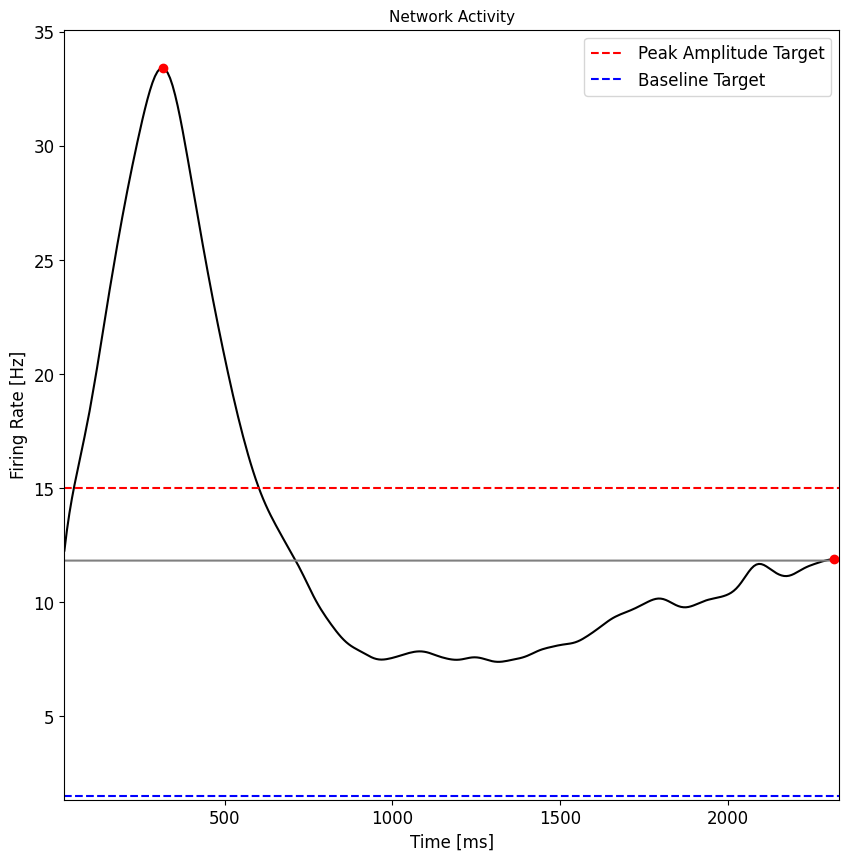 Network Activity
Peak Amplitude Target
Baseline Target
Firing Rate [Hz]
35
30
25
20
15
10
5
500 1000 1500 2000
Time [ms]